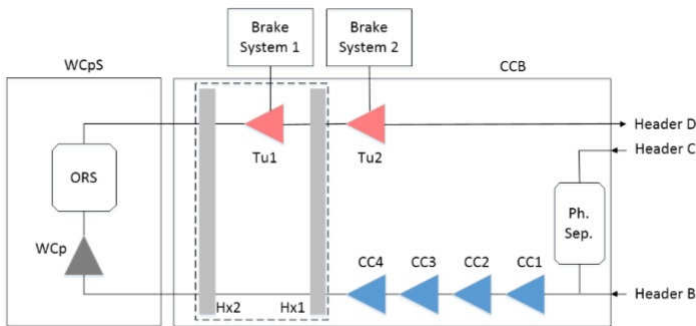 Brake
System 1
Brake
System 2
WCpS
CCB
Header D
Tu1
Tu2
Header C
ORS
Ph.
Sep.
WCp
CC4
CC3
CC2
CC1
Header B
Hx2
Hx1